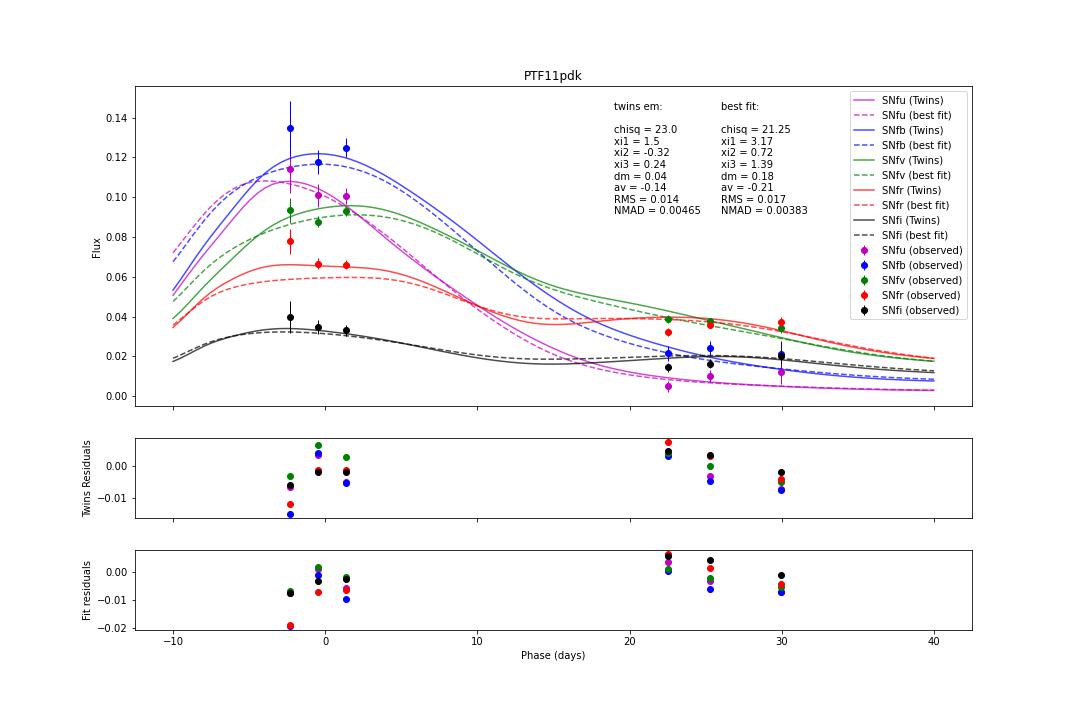 PTF11pdk
twins em:
chisq = 23.0
xi1 = 1.5
xi2 = -0.32
xi3 = 0.24
dm = 0.04
av = -0.14
RMS = 0.014
NMAD = 0.00465
best fit:
chisq = 21.25
xi1 = 3.17
xi2 = 0.72
xi3 = 1.39
dm = 0.18
av = -0.21
RMS = 0.017
NMAD = 0.00383
SNfu (Twins)
SNfu (best fit)
SNfb (Twins)
SNfb (best fit)
SNfv (Twins)
SNfv (best fit)
SNfr (Twins)
SNfr (best fit)
SNfi (Twins)
SNfi (best fit)
SNfu (observed)
SNfb (observed)
SNfv (observed)
SNfr (observed)
SNfi (observed)
Flux
0.14
0.12
0.10
0.08
0.06
0.04
0.02
0.00
Twins Residuals
0.00
−0.01
Fit residuals
0.00
−0.01
−0.02
−10
0
10
20
30
40
Phase (days)